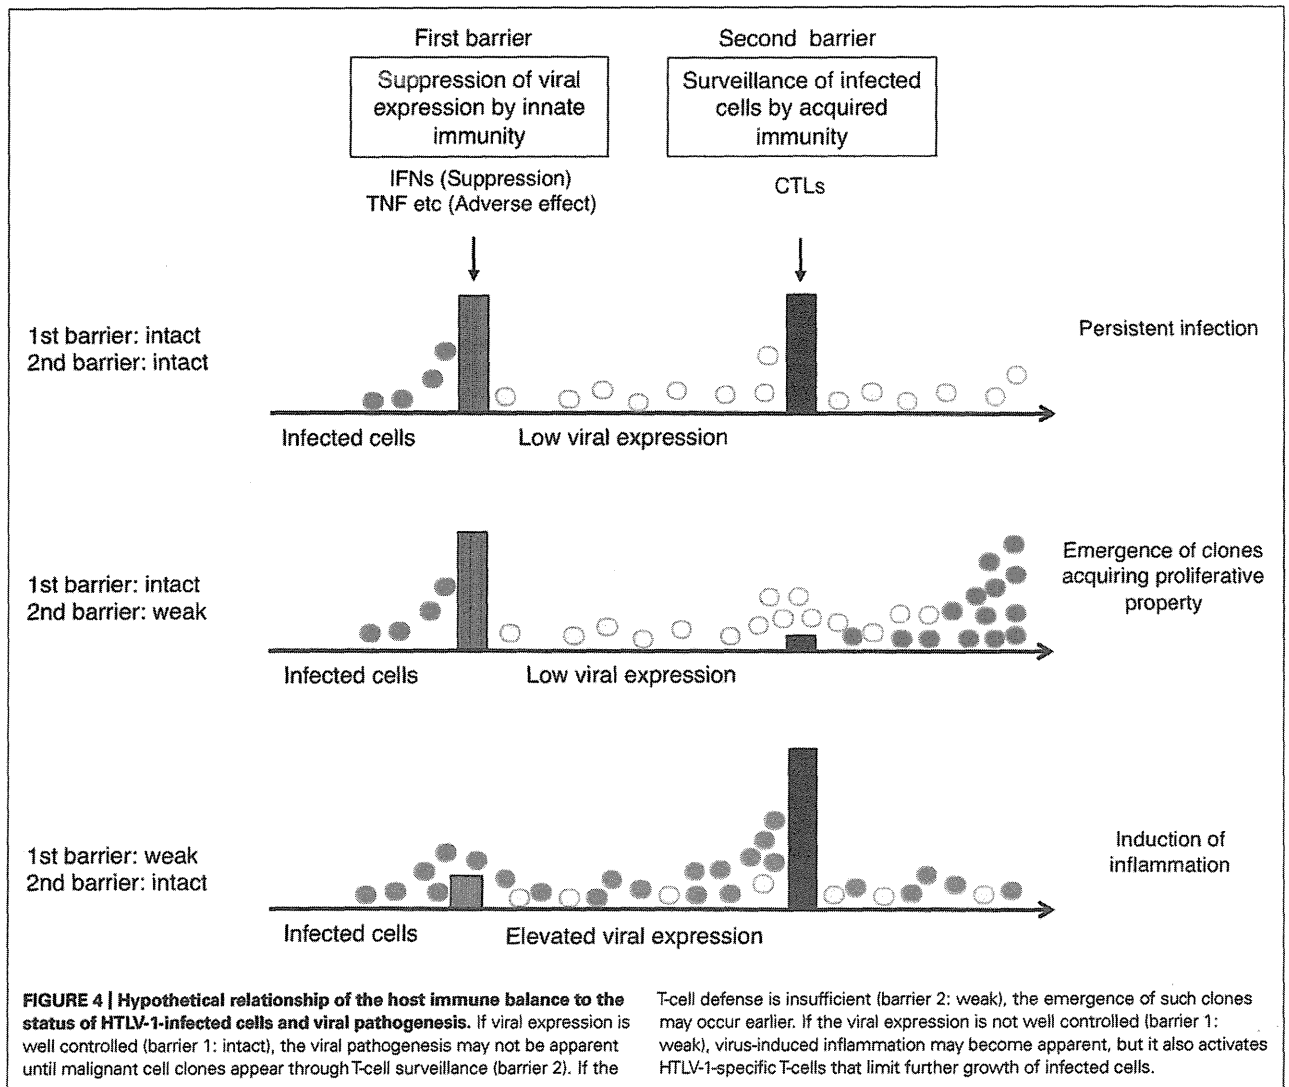 First barrier
Suppression of viral
expression by innate
immunity
IFNs (Suppression)
TNF etc (Adverse effect)
Second barrier
Surveillance of infected
cells by acquired
immunity
CTLs
1st barrier: intact
2nd barrier: intact
Infected cells
Low viral expression
Persistent infection
1st barrier: intact
2nd barrier: weak
Infected cells
Low viral expression
Emergence of clones
acquiring proliferative
property
1st barrier: weak
2nd barrier: intact
Infected cells
Elevated viral expression
Induction of
inflammation
FIGURE 4 | Hypothetical relationship of the host immune balance to the
status of HTLV-1-infected cells and viral pathogenesis. If viral expression is
well controlled (barrier 1: intact), the viral pathogenesis may not be apparent
until malignant cell clones appear through T-cell surveillance (barrier 2). If the
T-cell defense is insufficient (barrier 2: weak), the emergence of such clones
may occur earlier. If the viral expression is not well controlled (barrier 1:
weak), virus-induced inflammation may become apparent, but it also activates
HTLV-1-specific T-cells that limit further growth of infected cells.